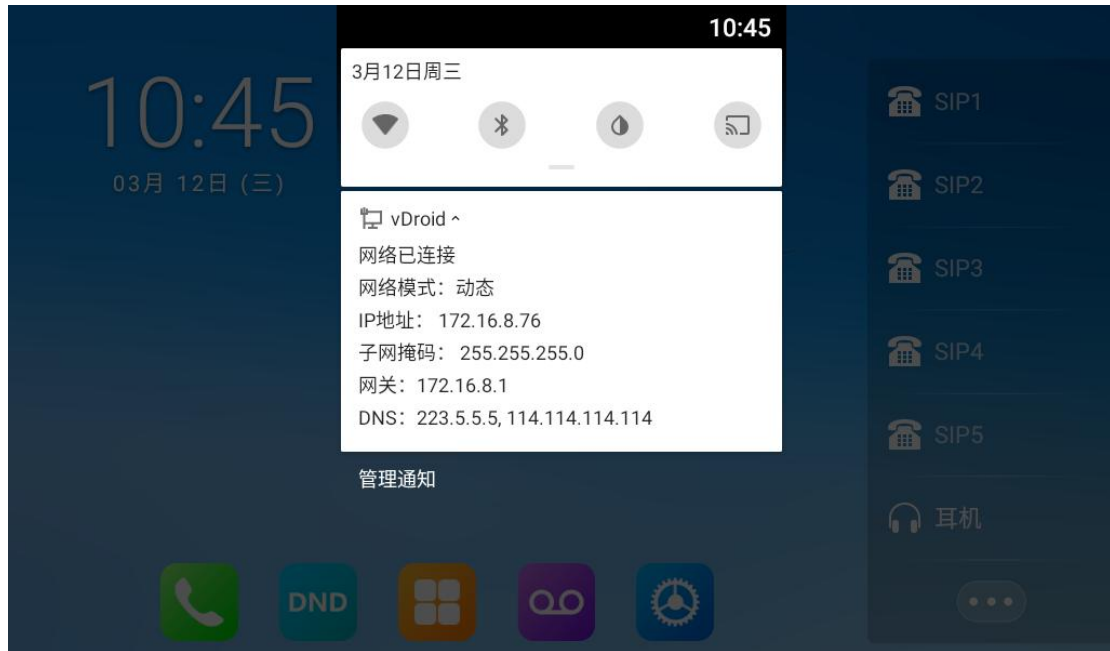 10:45
3月12日周三
10:45
03月 12日 (三)
vDroid
网络已连接
网络模式：动态
IP地址： 172.16.8.76
子网掩码： 255.255.255.0
网关：172.16.8.1
DNS：223.5.5.5, 114.114.114.114
管理通知
SIP1
SIP2
SIP3
SIP4
SIP5
耳机
DND